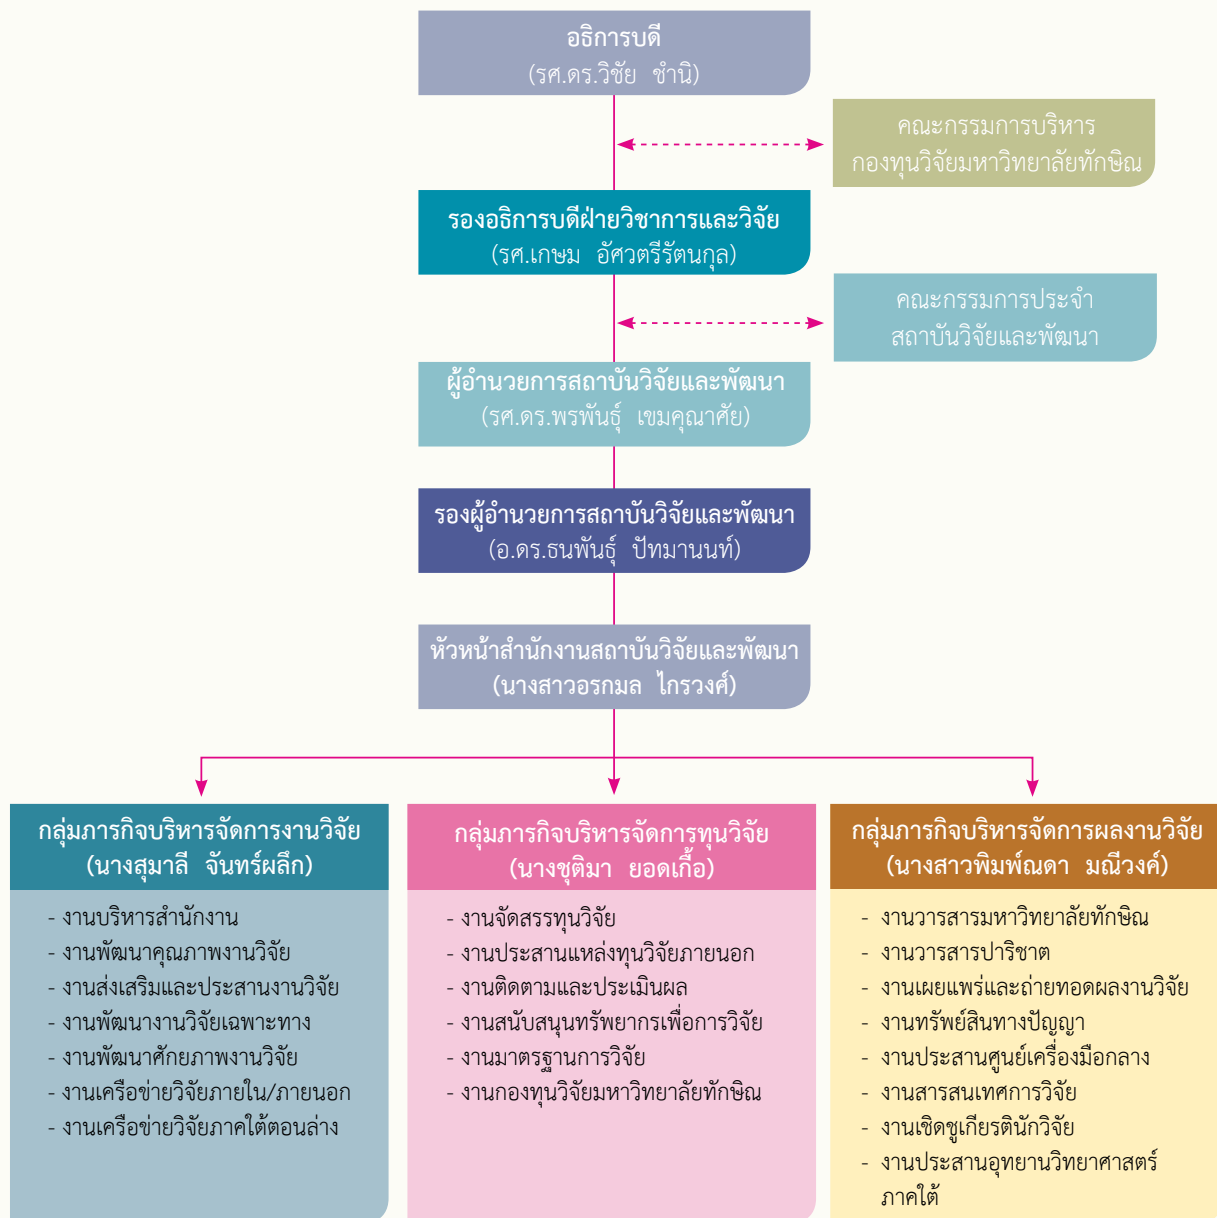 อธิการบดี
(รศ.ดร.วิชัย ชำนิ)
คณะกรรมการบริหาร
กองทุนวิจัยมหาวิทยาลัยทักษิณ
รองอธิการบดีฝ่ายวิชาการและวิจัย
(รศ.เกษม อัศวตรีรัตนกุล)
คณะกรรมการประจำ
สถาบันวิจัยและพัฒนา
ผู้อำนวยการสถาบันวิจัยและพัฒนา
(รศ.ดร.พรพันธุ์ เขมคุณาศัย)
รองผู้อำนวยการสถาบันวิจัยและพัฒนา
(อ.ดร.ธนพันธุ์ ปัทมานนท์)
หัวหน้าสำนักงานสถาบันวิจัยและพัฒนา
(นางสาวอรกมล ไกรวงศ์)
กลุ่มภารกิจบริหารจัดการงานวิจัย
(นางสุมาลี จันทร์ผลึก)
- งานบริหารสำนักงาน
- งานพัฒนาคุณภาพงานวิจัย
- งานส่งเสริมและประสานงานวิจัย
- งานพัฒนางานวิจัยเฉพาะทาง
- งานพัฒนาศักยภาพงานวิจัย
- งานเครือข่ายวิจัยภายใน/ภายนอก
- งานเครือข่ายวิจัยภาคใต้ตอนล่าง
กลุ่มภารกิจบริหารจัดการทุนวิจัย
(นางชุติมา ยอดเกื้อ)
- งานจัดสรรทุนวิจัย
- งานประสานแหล่งทุนวิจัยภายนอก
- งานติดตามและประเมินผล
- งานสนับสนุนทรัพยากรเพื่อการวิจัย
- งานมาตรฐานการวิจัย
- งานกองทุนวิจัยมหาวิทยาลัยทักษิณ
กลุ่มภารกิจบริหารจัดการผลงานวิจัย
(นางสาวพิมพ์ณดา มณีวงค์)
- งานวารสารมหาวิทยาลัยทักษิณ
- งานวารสารปาริชาต
- งานเผยแพร่และถ่ายทอดผลงานวิจัย
- งานทรัพย์สินทางปัญญา
- งานประสานศูนย์เครื่องมือกลาง
- งานสารสนเทศการวิจัย
- งานเชิดชูเกียรตินักวิจัย
- งานประสานอุทยานวิทยาศาสตร์
ภาคใต้